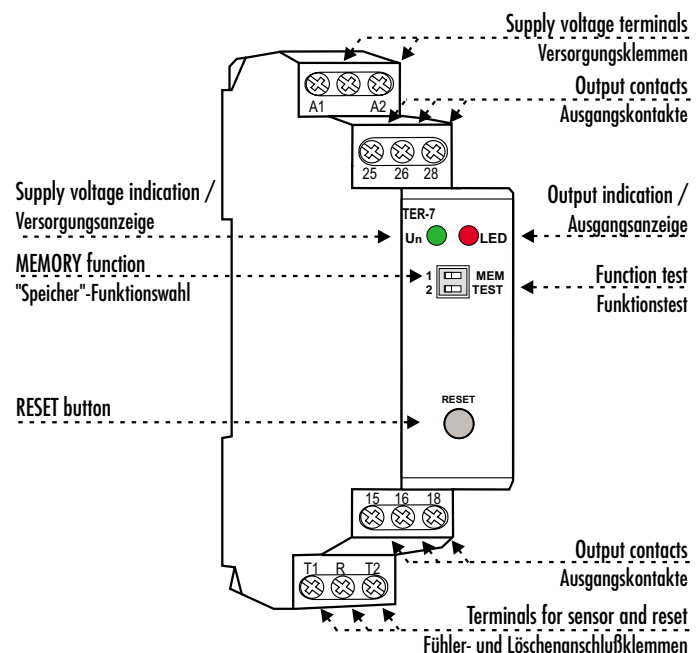 Supply voltage terminals
Versorgungsklemmen
A1 A2
Output contacts
Ausgangskontakte
25 26 28
Supply voltage indication /
Versorgungsanzeige
TER-7
Un LED
Output indication /
Ausgangsanzeige
MEMORY function
"Speicher"-Funktionswahl
1 MEM
2 TEST
Function test
Funktionstest
RESET button
RESET
15 16 18
Output contacts
Ausgangskontakte
T1 R T2
Terminals for sensor and reset
Fühler- und Löschenanschlußklemmen